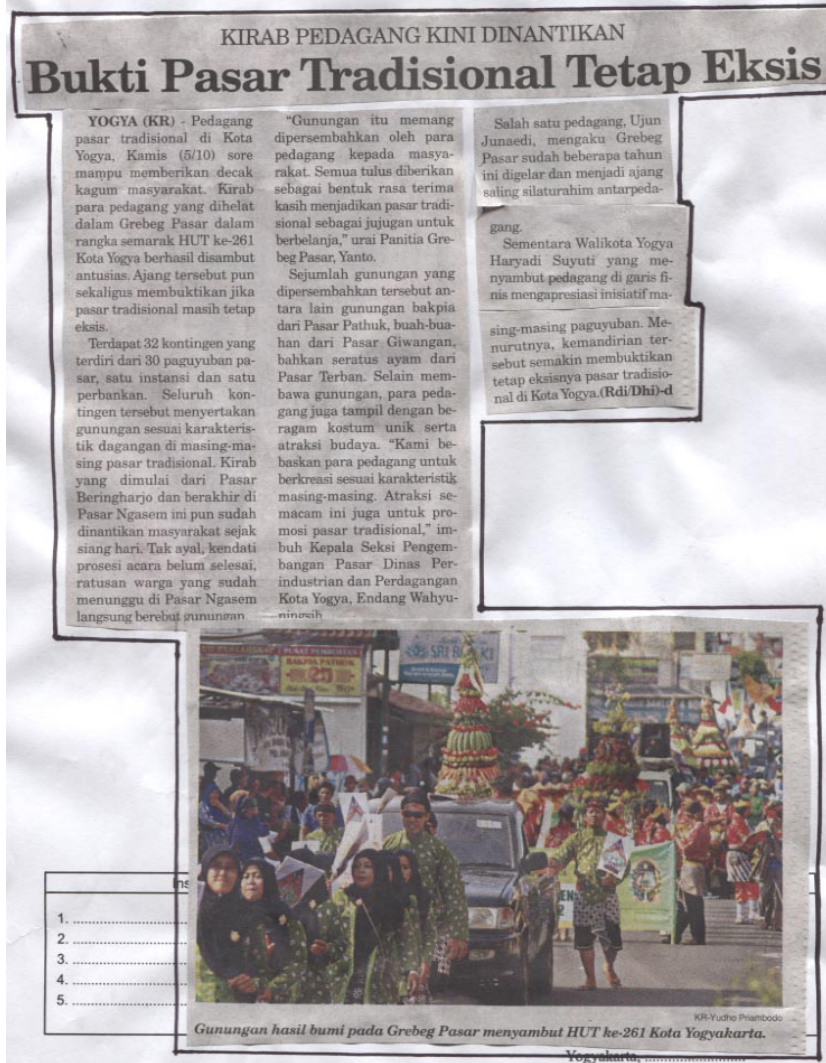 KIRAB PEDAGANG KINI DINANTIKAN
Bukti Pasar Tradisional Tetap Eksis
YOGYA (KR) - Pedagang
pasar tradisional di Kota
Yogya, Kamis (5/10) sore
mampu memberikan decak
kagum masyarakat. Kirab
para pedagang yang dihelat
dalam Grebeg Pasar dalam
rangka semarak HUT ke-261
Kota Yogya berhasil disambut
antusias. Ajang tersebut pun
sekaligus membuktikan jika
pasar tradisional masih tetap
eksis.
Terdapat 32 kontingen yang
terdiri dari 30 paguyuban pa-
sar, satu instansi dan satu
perbankan. Seluruh kon-
tingen tersebut menyertakan
gunungan sesuai karakteris-
tik dagangan di masing-ma-
sing pasar tradisional. Kirab
yang dimulai dari Pasar
Beringharjo dan berakhir di
Pasar Ngasem ini pun sudah
dinantikan masyarakat sejak
siang hari. Tak ayal, kendati
prosesi acara belum selesai,
ratusan warga yang sudah
menunggu di Pasar Ngasem
langsung berebut gunungan
"Gunungan itu memang
dipersembahkan oleh para
pedagang kepada masya-
rakat. Semua tulus diberikan
sebagai bentuk rasa terima
kasih menjadikan pasar tradi-
sional sebagai jujugan untuk
berbelanja," urai Panitia Gre-
beg Pasar, Yanto.
Sejumlah gunungan yang
dipersembahkan tersebut an-
tara lain gunungan bakpia
dari Pasar Pathuk, buah-bua-
han dari Pasar Giwangan,
bahkan seratus ayam dari
Pasar Terban. Selain mem-
bawa gunungan, para peda-
gang juga tampil dengan be-
ragam kostum unik serta
atraksi budaya. "Kami be-
baskan para pedagang untuk
berkreasi sesuai karakteristik
masing-masing. Atraksi se-
macam ini juga untuk pro-
mosi pasar tradisional," im-
buh Kepala Seksi Pengem-
bangan Pasar Dinas Per-
industrian dan Perdagangan
Kota Yogya, Endang Wahyu-
ningsih
Salah satu pedagang, Ujun
Junaedi, mengaku Grebeg
Pasar sudah beberapa tahun
ini digelar dan menjadi ajang
saling silaturahim antarpeda-
gang.
Sementara Walikota Yogya
Haryadi Suyuti yang me-
nyambut pedagang di garis fi-
nis mengapresiasi inisiatif ma-
sing-masing paguyuban. Me-
nurutnya, kemandirian ter-
sebut semakin membuktikan
tetap eksisnya pasar tradisio-
nal di Kota Yogya.(Rdi/Dhi)-d
BAKPIA PATHOK
25
Ins
1.
2.
3.
4.
5.
KR-Yudho Priambodo
Gunungan hasil bumi pada Grebeg Pasar menyambut HUT ke-261 Kota Yogyakarta.
Yogyakarta,